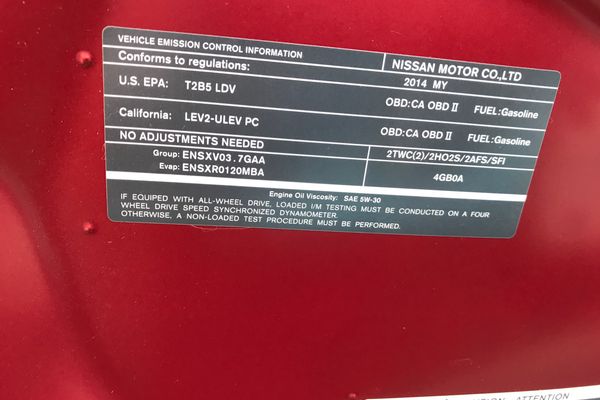 VEHICLE EMISSION CONTROL INFORMATION
Conforms to regulations:
NISSAN MOTOR CO.,LTD
2014 MY
U.S. EPA: T2B5 LDV
OBD:CA OBD II FUEL:Gasoline
California: LEV2-ULEV PC
OBD:CA OBD II FUEL:Gasoline
NO ADJUSTMENTS NEEDED
Group: ENSXV03.7GAA
2TWC(2)/2HO2S/2AFS/SFI
Evap: ENSXR0120MBA
4GB0A
Engine Oil Viscosity: SAE 5W-30
IF EQUIPPED WITH ALL-WHEEL DRIVE, LOADED I/M TESTING MUST BE CONDUCTED ON A FOUR
WHEEL DRIVE SPEED SYNCHRONIZED DYNAMOMETER.
OTHERWISE, A NON-LOADED TEST PROCEDURE MUST BE PERFORMED.
ATTENTION